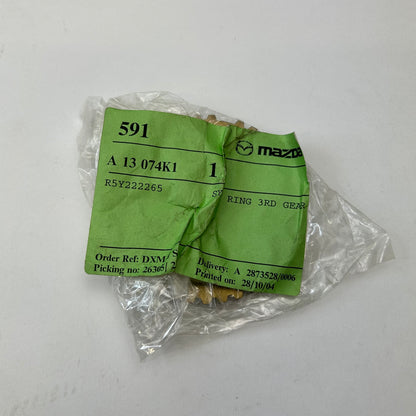 591
mazda
A 13 074K1 1
R5Y222265 RING 3RD GEAR
Order Ref: DXM Delivery: A 2873528/0006
Picking no: 26365 Printed on: 28/10/04